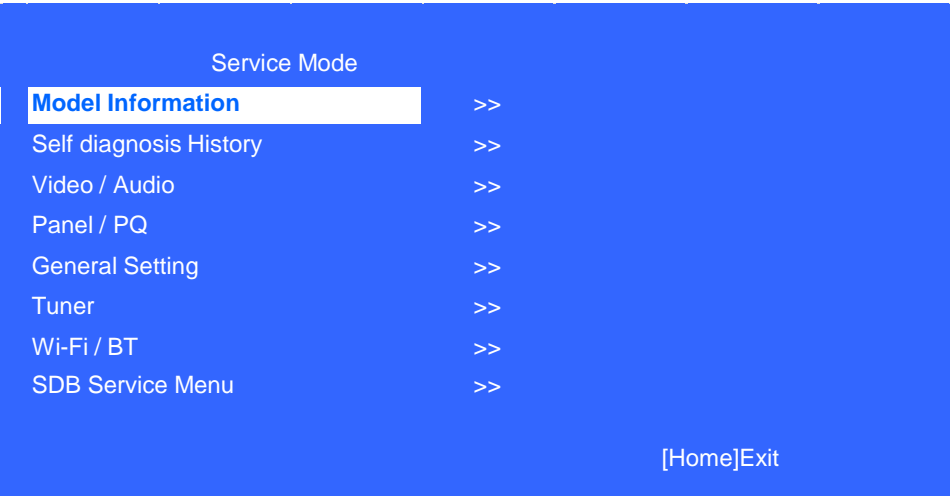 Service Mode
Model Information >>
Self diagnosis History >>
Video / Audio >>
Panel / PQ >>
General Setting >>
Tuner >>
Wi-Fi / BT >>
SDB Service Menu >>
[Home]Exit